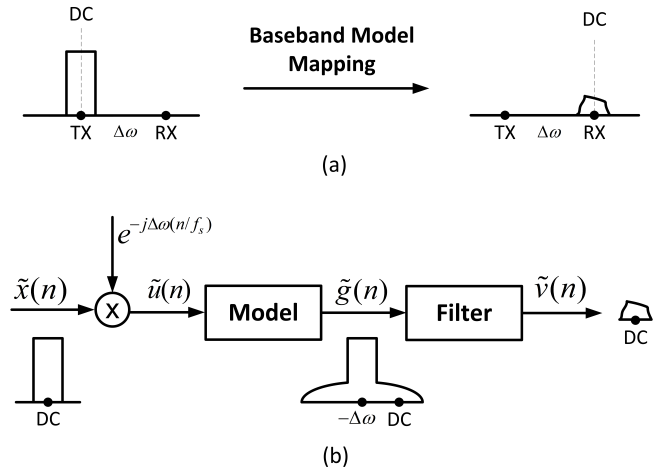 DC
Baseband Model
Mapping
DC
TX Δω RX
TX Δω RX
(a)
e^{-jΔω(n/f_s)}
x̃(n)
X
ũ(n)
Model
g̃(n)
Filter
ṽ(n)
DC
DC
−Δω DC
(b)